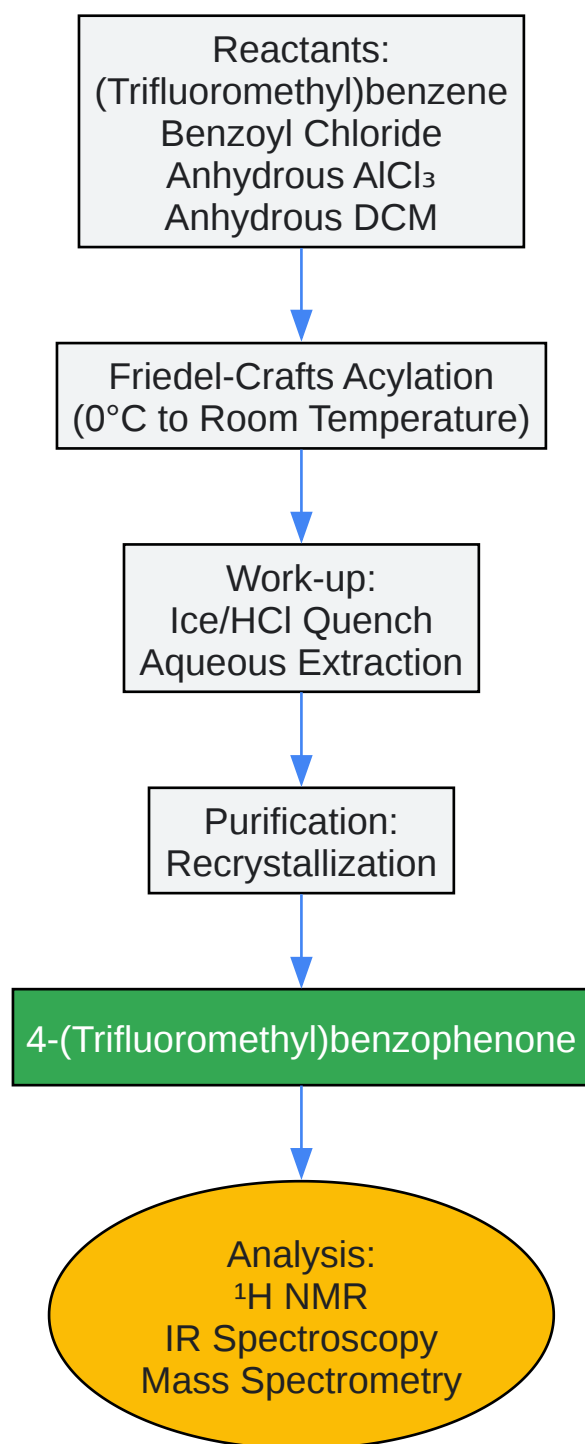 Reactants:
(Trifluoromethyl)benzene
Benzoyl Chloride
Anhydrous AlCl₃
Anhydrous DCM
Friedel-Crafts Acylation
(0°C to Room Temperature)
Work-up:
Ice/HCl Quench
Aqueous Extraction
Purification:
Recrystallization
4-(Trifluoromethyl)benzophenone
Analysis:
¹H NMR
IR Spectroscopy
Mass Spectrometry